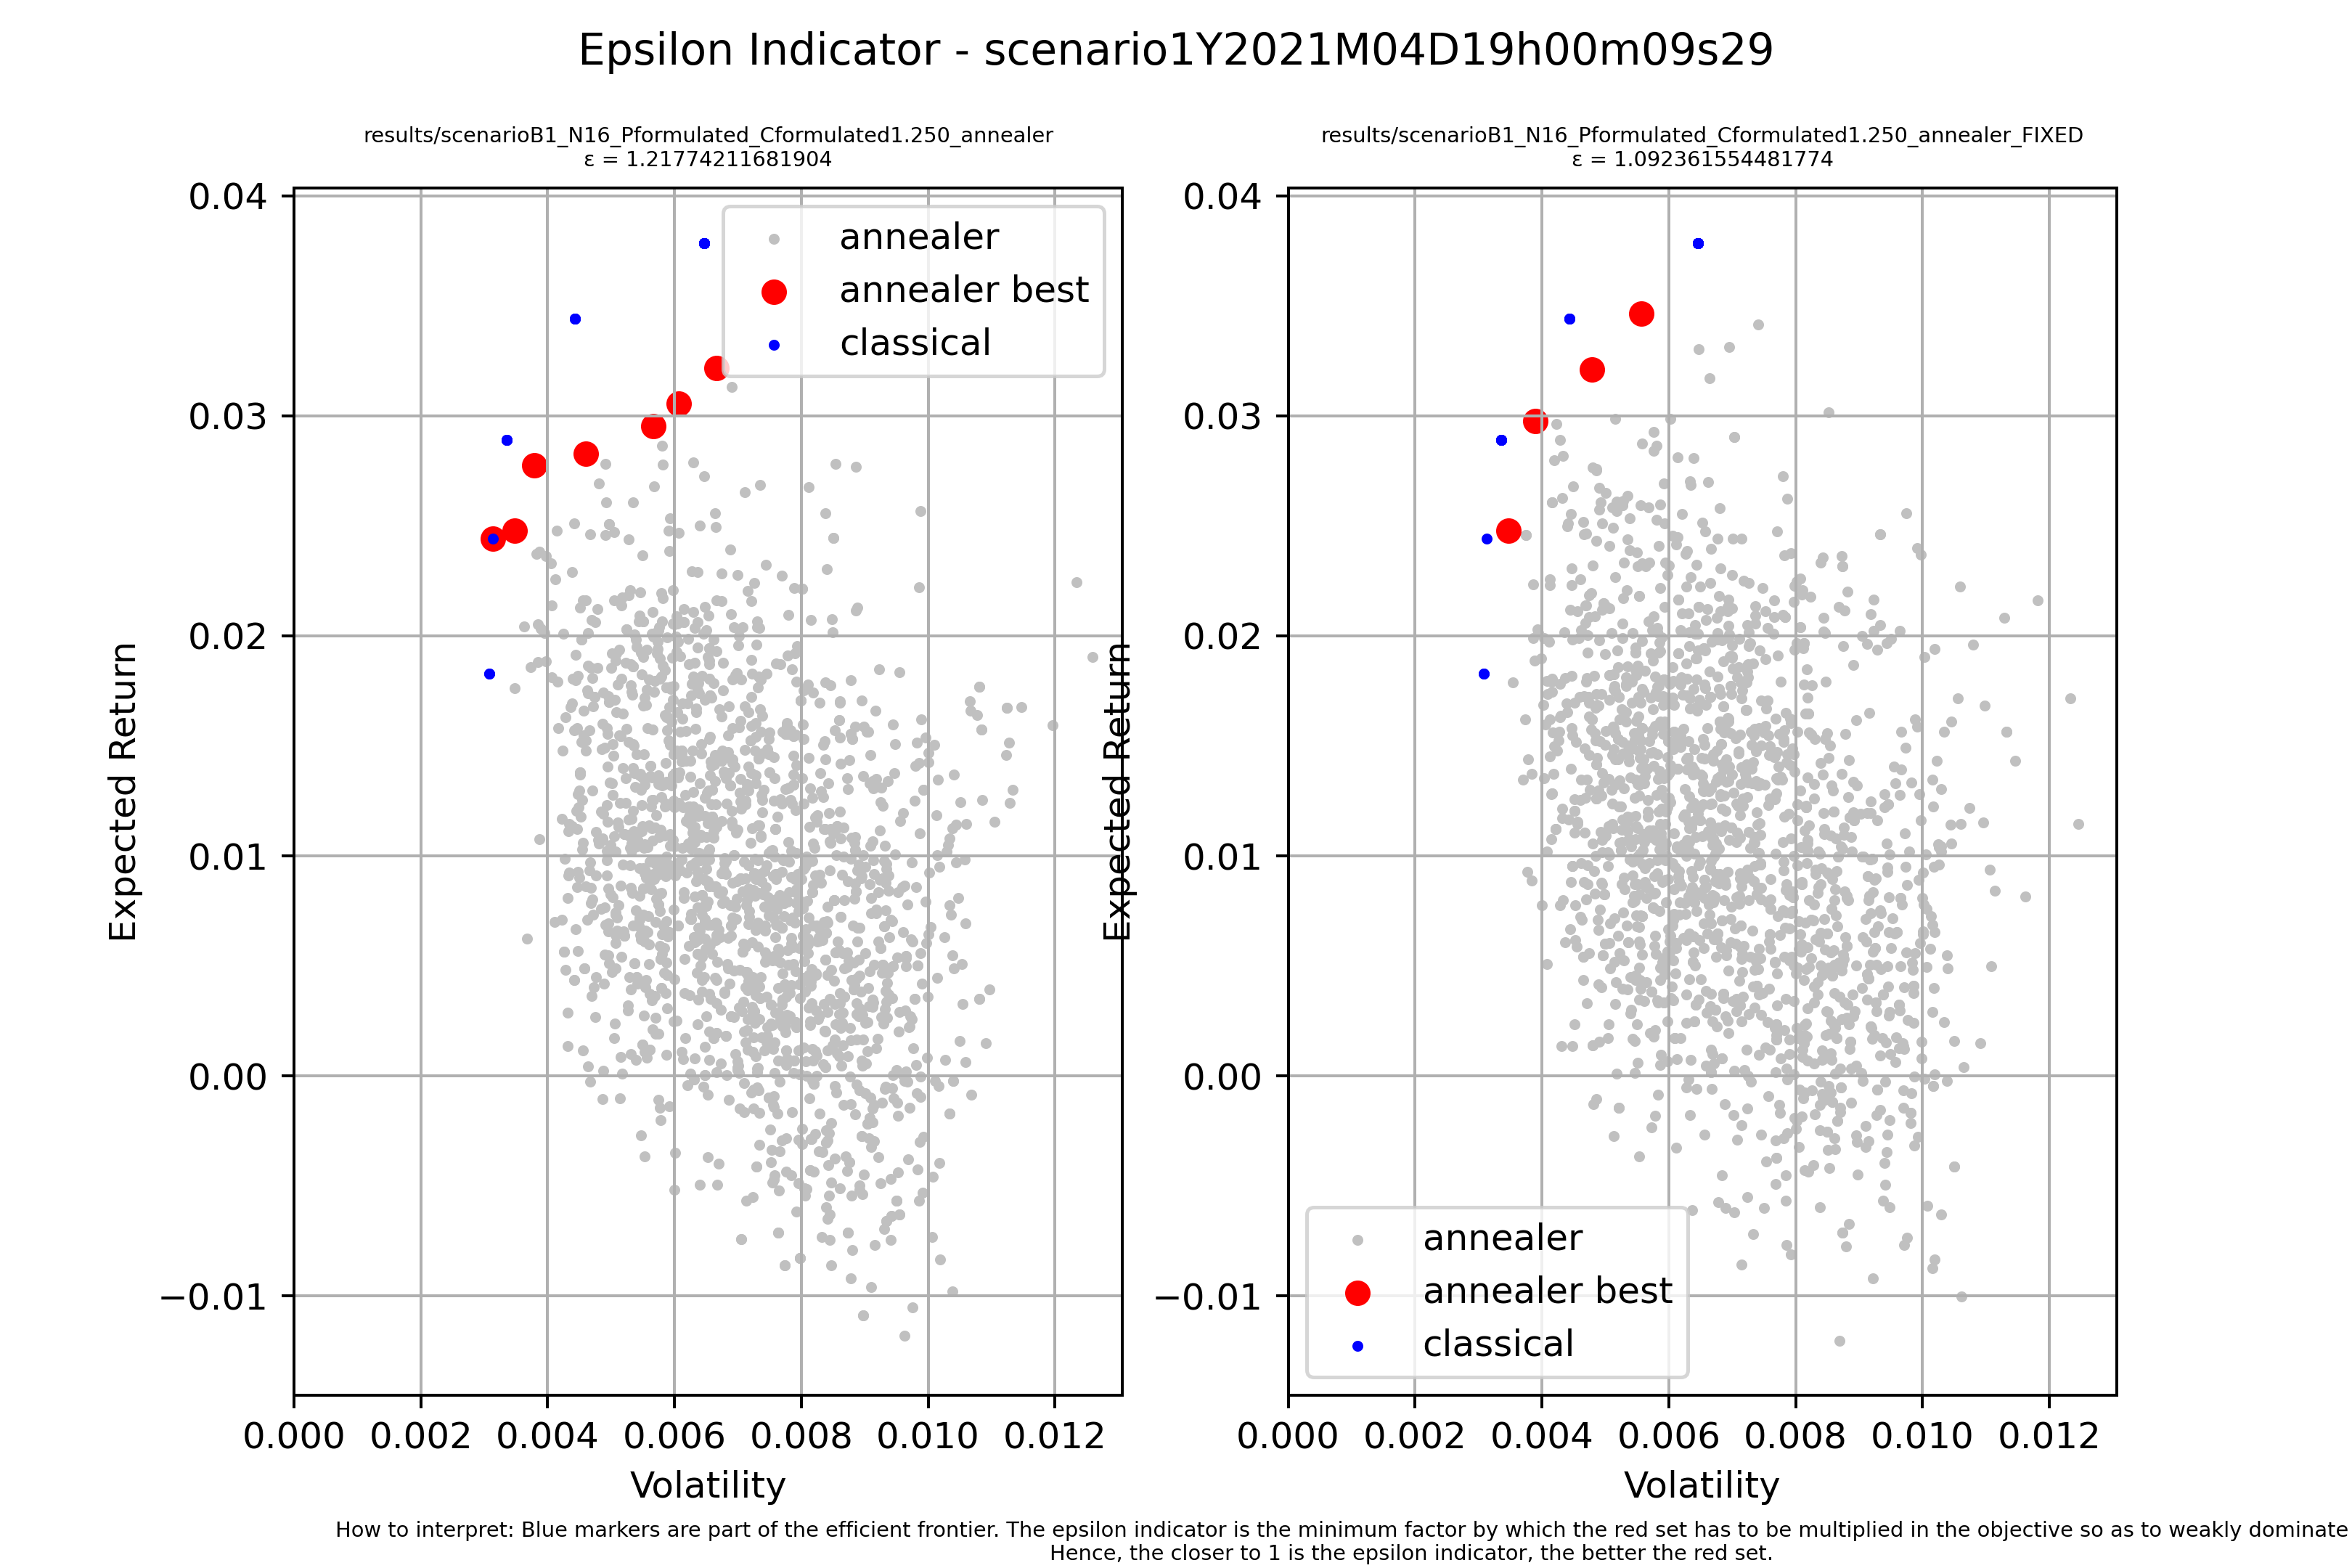 Epsilon Indicator - scenario1Y2021M04D19h00m09s29
results/scenarioB1_N16_Pformulated_Cformulated1.250_annealer
ε = 1.21774211681904
0.04
0.03
0.02
0.01
0.00
−0.01
Expected Return
annealer
annealer best
classical
0.000 0.002 0.004 0.006 0.008 0.010 0.012
Volatility
results/scenarioB1_N16_Pformulated_Cformulated1.250_annealer_FIXED
ε = 1.092361554481774
0.04
0.03
0.02
0.01
0.00
−0.01
Expected Return
annealer
annealer best
classical
0.000 0.002 0.004 0.006 0.008 0.010 0.012
Volatility
How to interpret: Blue markers are part of the efficient frontier. The epsilon indicator is the minimum factor by which the red set has to be multiplied in the objective so as to weakly dominate
Hence, the closer to 1 is the epsilon indicator, the better the red set.